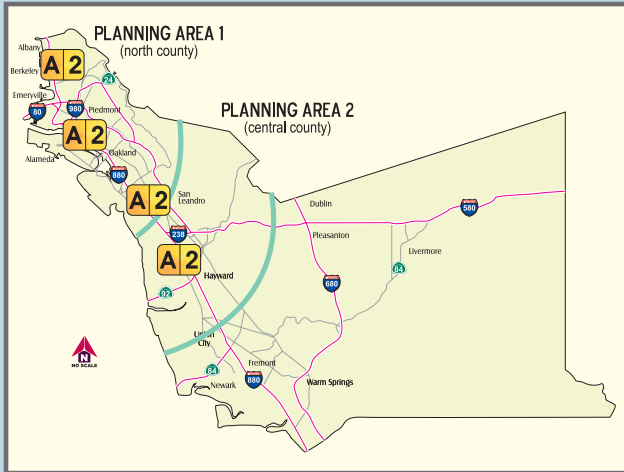 PLANNING AREA 1
(north county)
Albany
A 2
Berkeley
24
Emeryville
80
980
Piedmont
PLANNING AREA 2
(central county)
A 2
Oakland
Alameda
880
San
Leandro
A 2
Dublin
580
238
Pleasanton
A 2
Livermore
Hayward
84
680
92
Union
City
N
NO SCALE
Fremont
84
880
Newark
Warm Springs